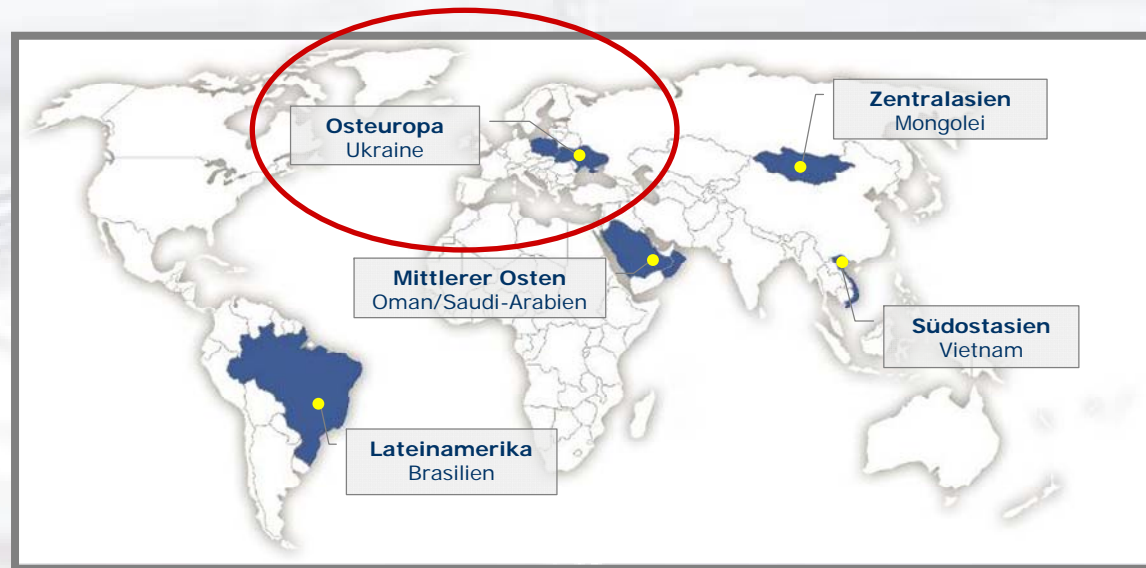 Osteuropa
Ukraine
Zentralasien
Mongolei
Mittlerer Osten
Oman/Saudi-Arabien
Südostasien
Vietnam
Lateinamerika
Brasilien